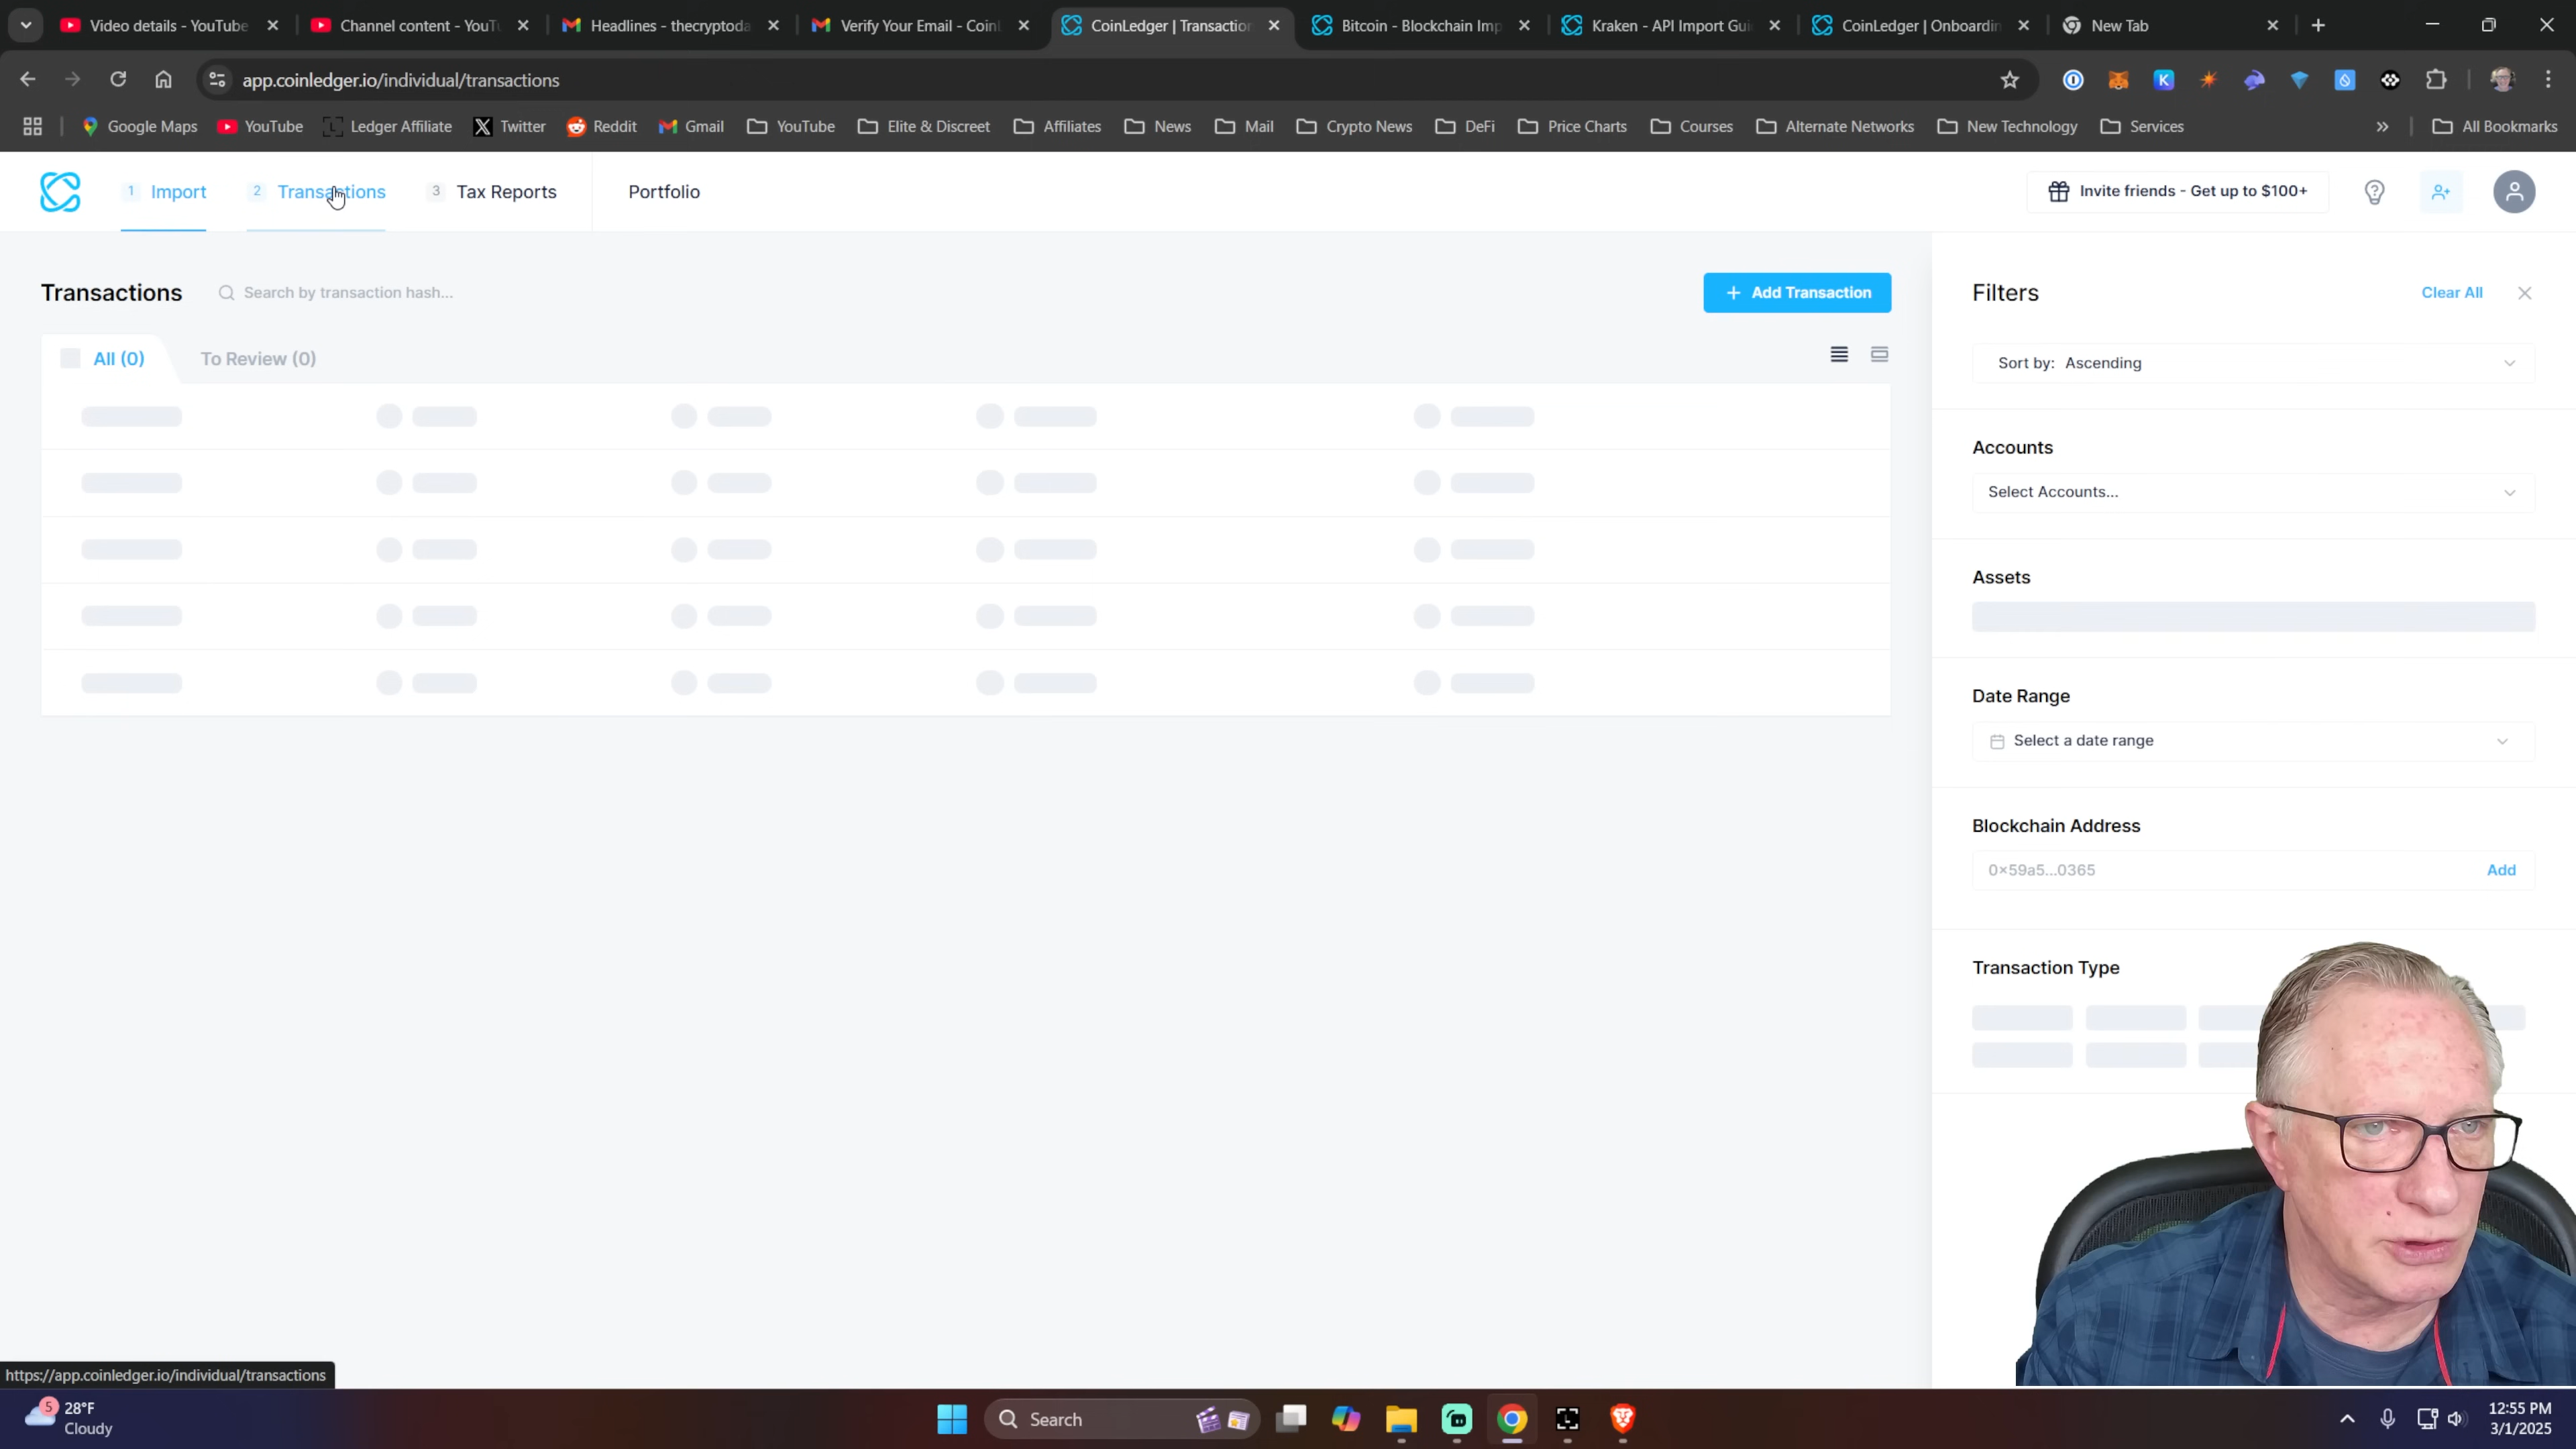 Video details - YouTube
Channel content - YouTu
Headlines - thecryptoda
Verify Your Email - CoinL
CoinLedger | Transaction
Bitcoin - Blockchain Imp
Kraken - API Import Gui
CoinLedger | Onboardin
New Tab
app.coinledger.io/individual/transactions
Google Maps
YouTube
Ledger Affiliate
Twitter
Reddit
Gmail
YouTube
Elite & Discreet
Affiliates
News
Mail
Crypto News
DeFi
Price Charts
Courses
Alternate Networks
New Technology
Services
All Bookmarks
1 Import
2 Transactions
3 Tax Reports
Portfolio
Invite friends - Get up to $100+
Transactions
Search by transaction hash...
+ Add Transaction
All (0)
To Review (0)
Filters
Clear All
Sort by: Ascending
Accounts
Select Accounts...
Assets
Date Range
Select a date range
Blockchain Address
0x59a5...0365
Add
Transaction Type
https://app.coinledger.io/individual/transactions
5
28°F
Cloudy
Search
12:55 PM
3/1/2025